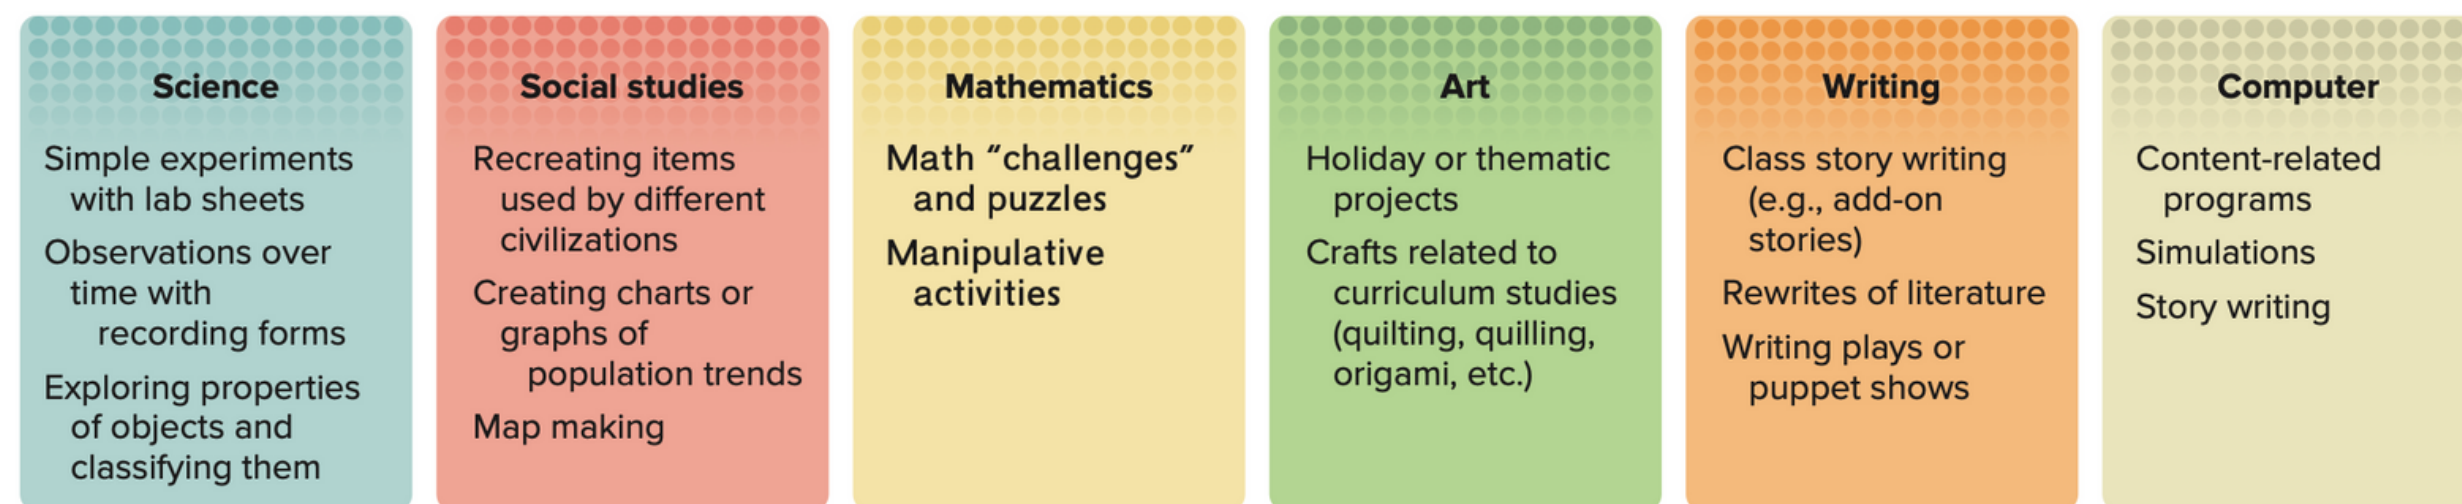 Science
Simple experiments
with lab sheets
Observations over
time with
recording forms
Exploring properties
of objects and
classifying them
Social studies
Recreating items
used by different
civilizations
Creating charts or
graphs of
population trends
Map making
Mathematics
Math “challenges”
and puzzles
Manipulative
activities
Art
Holiday or thematic
projects
Crafts related to
curriculum studies
(quilting, quilling,
origami, etc.)
Writing
Class story writing
(e.g., add-on
stories)
Rewrites of literature
Writing plays or
puppet shows
Computer
Content-related
programs
Simulations
Story writing